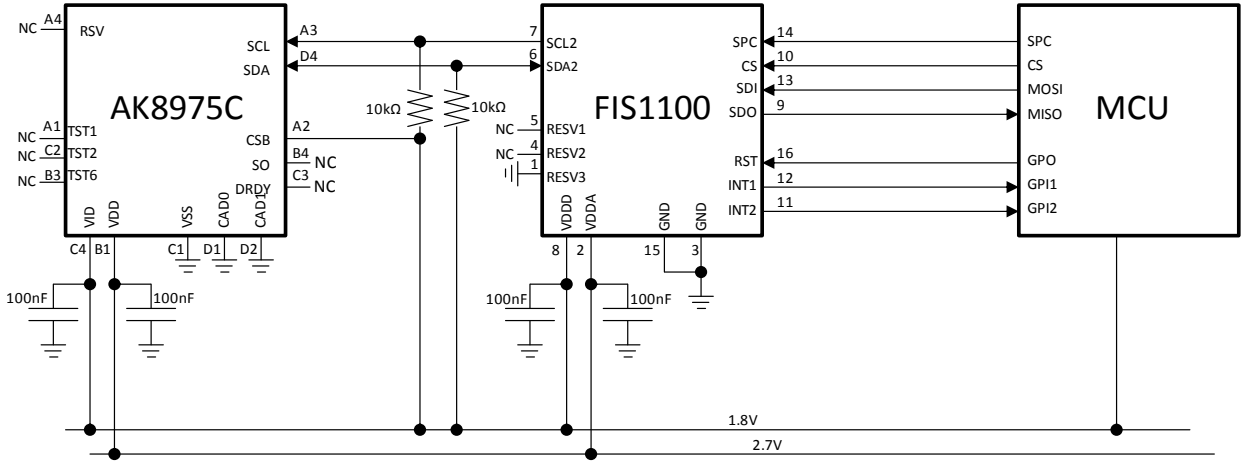 NC A4 RSV
SCL A3
SDA D4
AK8975C
NC A1 TST1
NC C2 TST2
NC B3 TST6
CSB A2
SO B4 NC
DRDY C3 NC
VID VDD VSS CAD0 CAD1
C4 B1 C1 D1 D2
100nF 100nF
10kΩ 10kΩ
7 SCL2
6 SDA2
FIS1100
NC 5 RESV1
NC 4 RESV2
1 RESV3
SPC 14
CS 10
SDI 13
SDO 9
RST 16
INT1 12
INT2 11
VDDD VDDA GND GND
8 2 15 3
100nF 100nF
SPC
CS
MOSI
MISO
MCU
GPO
GPI1
GPI2
1.8V
2.7V